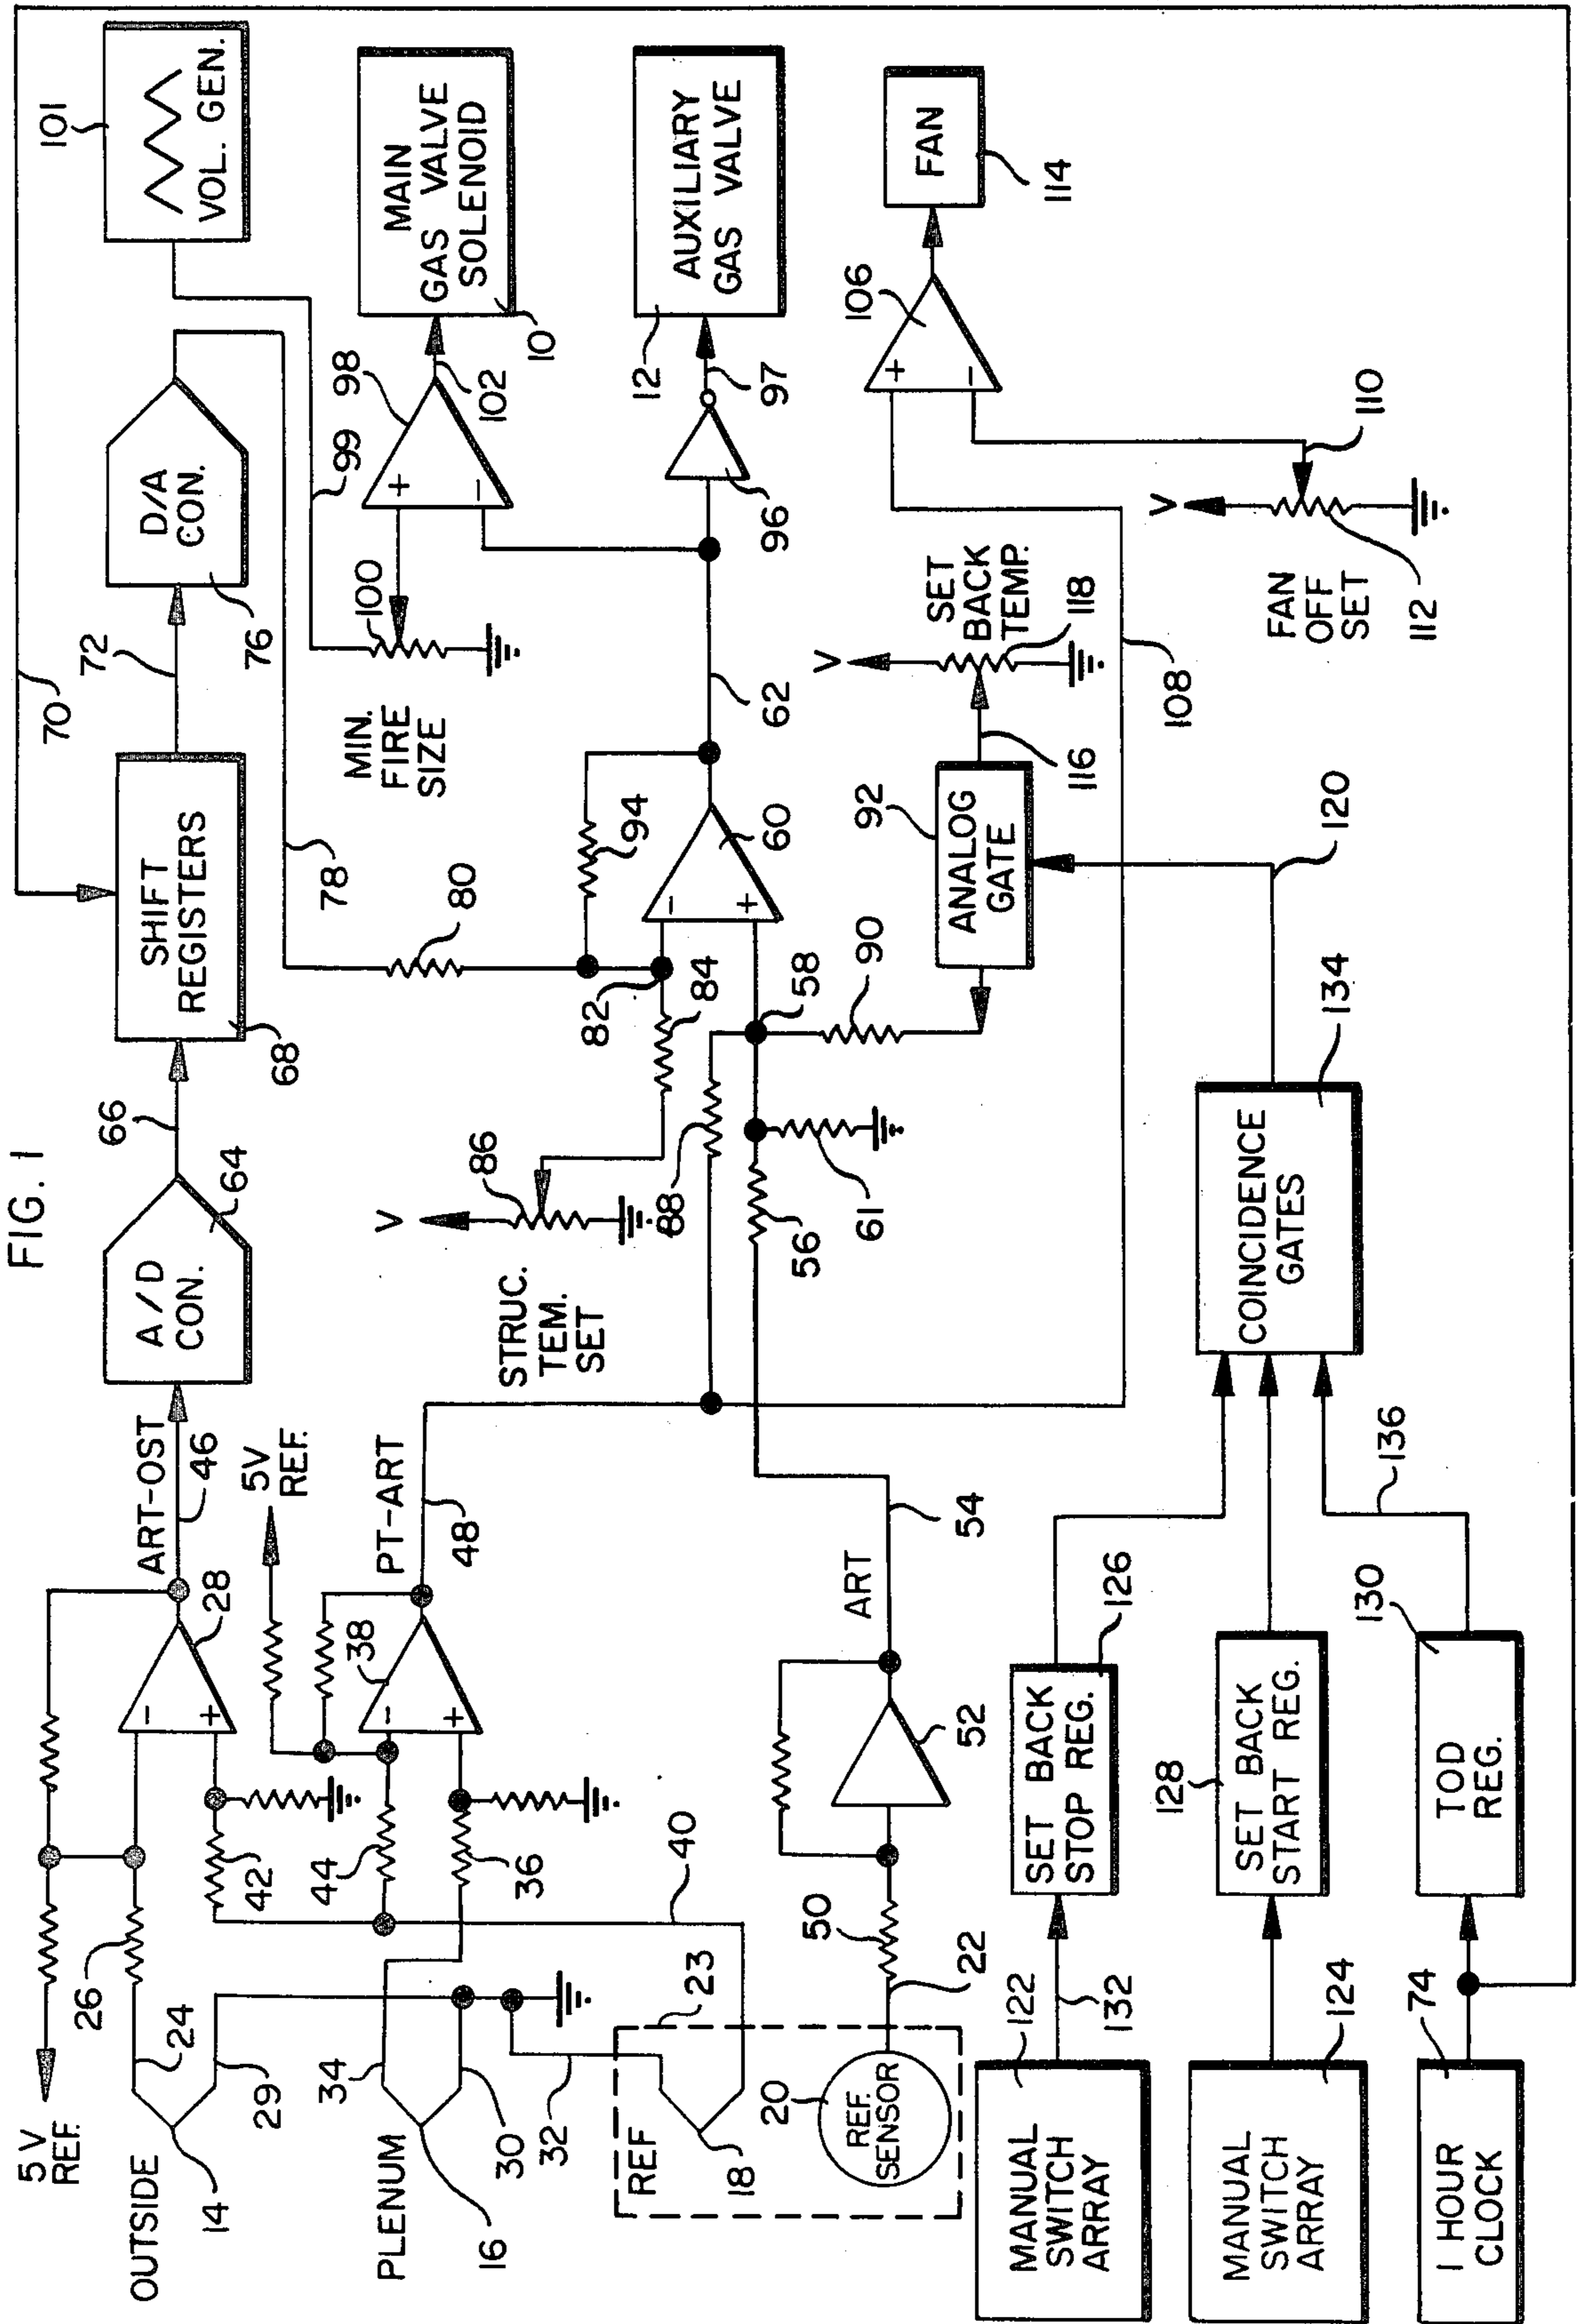 FIG. 1
5V
REF.
OUTSIDE
14
24
26
29
28
ART-OST
46
A/D
CON.
64
66
SHIFT
REGISTERS
68
70
72
D/A
CON.
76
78
101
VOL. GEN.
PLENUM
16
34
30
32
36
42
44
40
38
5V
REF.
PT-ART
48
STRUC.
TEM.
SET
V
86
80
82
84
94
60
62
MIN.
FIRE
SIZE
100
99
+
-
98
102
MAIN
GAS VALVE
SOLENOID
10
96
97
AUXILIARY
GAS VALVE
12
REF
18
23
20
REF.
SENSOR
22
50
52
ART
54
56
61
88
58
90
ANALOG
GATE
92
116
SET
BACK
TEMP.
V
118
108
106
FAN
114
V
110
FAN
OFF
SET
112
MANUAL
SWITCH
ARRAY
122
132
SET BACK
STOP REG.
126
MANUAL
SWITCH
ARRAY
124
SET BACK
START REG.
128
1 HOUR
CLOCK
74
TOD
REG.
130
136
COINCIDENCE
GATES
134
120